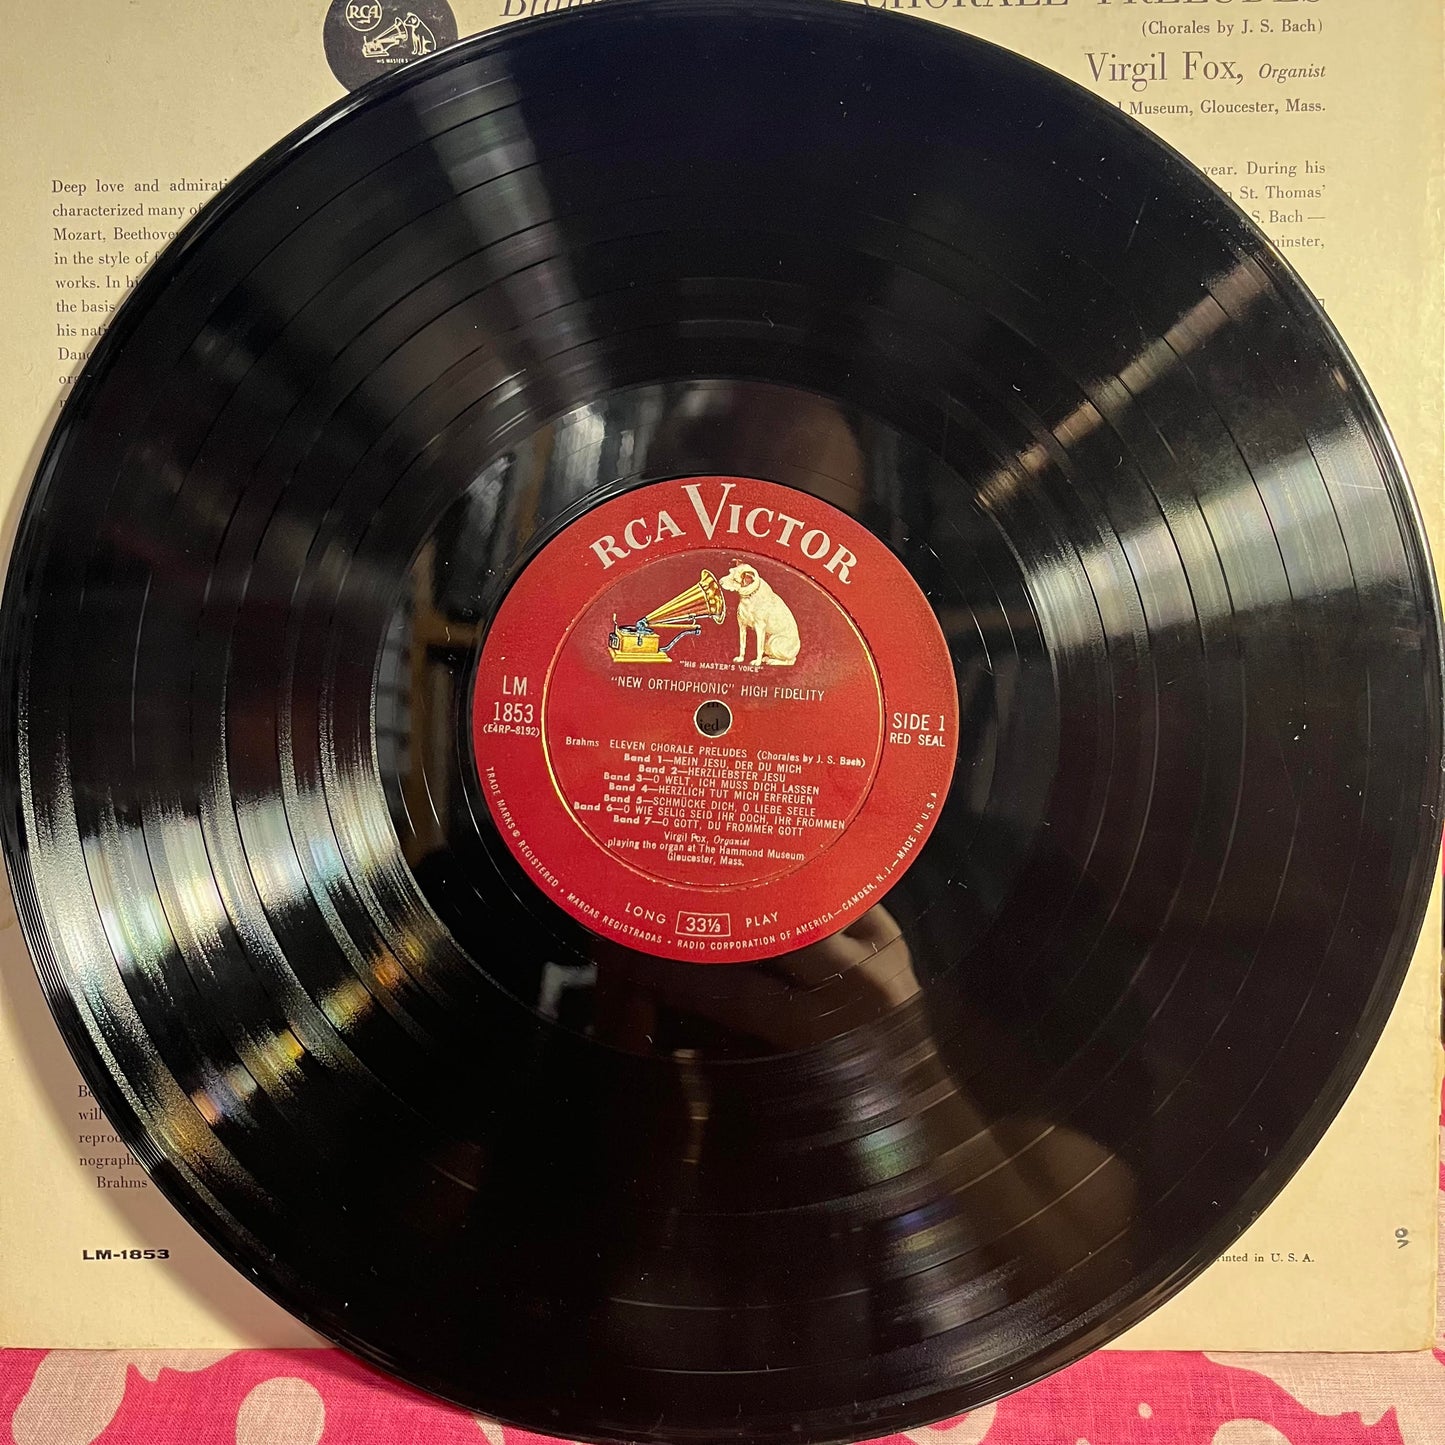 RCA
HIS MASTER'S
CHORALE PRELUDES
(Chorales by J. S. Bach)
Virgil Fox, Organist
Museum, Gloucester, Mass.
Deep love and
characterized many of
Mozart,
in the style of
works. In
the basis
his
year. During his
St. Thomas'
S. Bach —
RCA VICTOR
"HIS MASTER'S VOICE"
"NEW ORTHOPHONIC" HIGH FIDELITY
LM
1853
(E4RP-8192)
SIDE 1
RED SEAL
Brahms ELEVEN CHORALE PRELUDES (Chorales by J. S. Bach)
Band 1—MEIN JESU, DER DU MICH
Band 2—HERZLIEBSTER JESU
Band 3—O WELT, ICH MUSS DICH LASSEN
Band 4—HERZLICH TUT MICH ERFREUEN
Band 5—SCHMÜCKE DICH, O LIEBE SEELE
Band 6—O WIE SELIG SEID IHR DOCH, IHR FROMMEN
Band 7—O GOTT, DU FROMMER GOTT
Virgil Fox, Organist
playing the organ at The Hammond Museum
Gloucester, Mass.
LONG 33⅓ PLAY
TRADE MARKS ® REGISTERED • MARCAS REGISTRADAS • RADIO CORPORATION OF AMERICA—CAMDEN, N. J.—MADE IN U.S.A.
will
Brahms
LM-1853
in U. S. A.